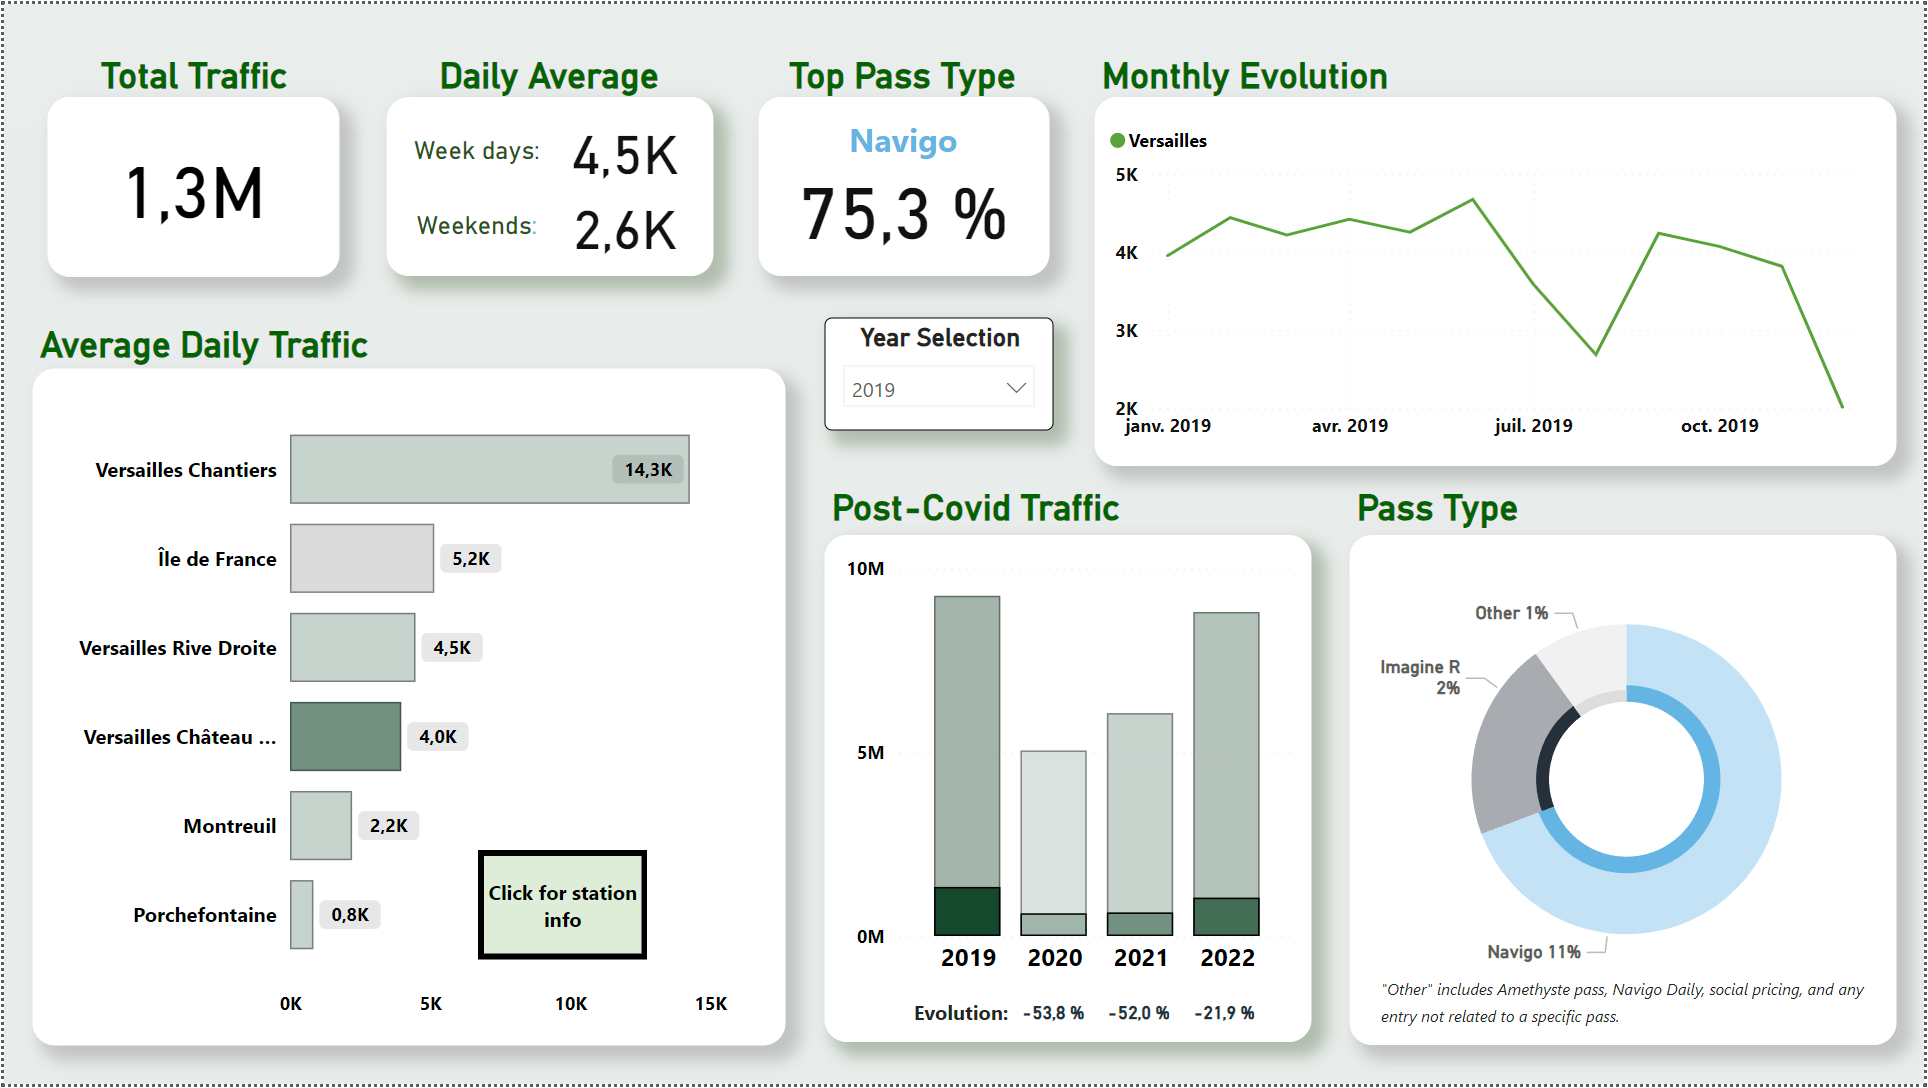 Total Traffic
1,3M
Daily Average
Week days: 4,5K
Weekends: 2,6K
Top Pass Type
Navigo
75,3 %
Monthly Evolution
Versailles
5K
4K
3K
2K
janv. 2019 avr. 2019 juil. 2019 oct. 2019
Year Selection
2019
Average Daily Traffic
Versailles Chantiers 14,3K
Île de France 5,2K
Versailles Rive Droite 4,5K
Versailles Château ... 4,0K
Montreuil 2,2K
Porchefontaine 0,8K
Click for station
info
0K 5K 10K 15K
Post-Covid Traffic
10M
5M
0M
2019 2020 2021 2022
Evolution: -53,8 % -52,0 % -21,9 %
Pass Type
Other 1%
Imagine R
2%
Navigo 11%
"Other" includes Amethyste pass, Navigo Daily, social pricing, and any
entry not related to a specific pass.